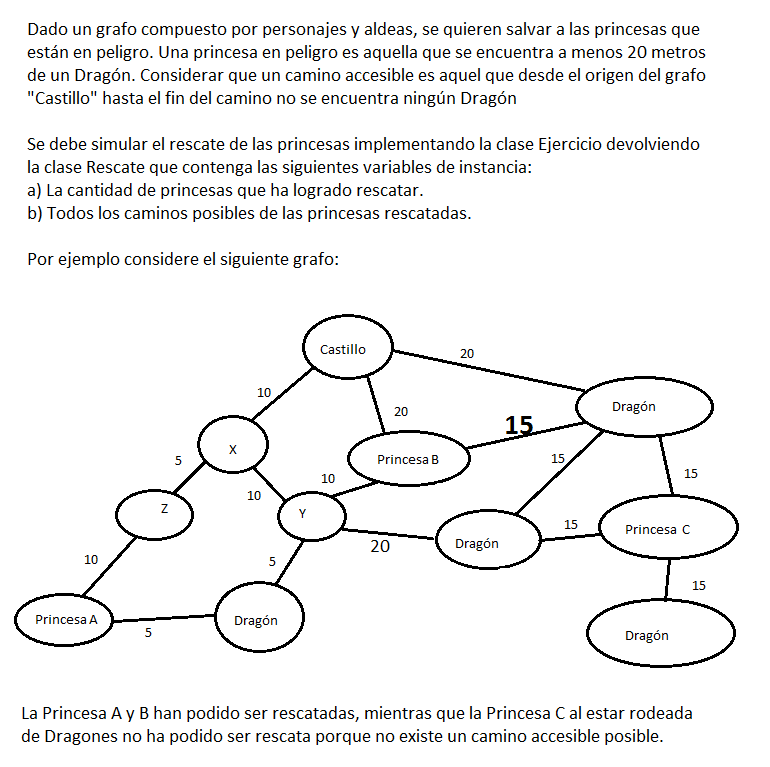 Dado un grafo compuesto por personajes y aldeas, se quieren salvar a las princesas que
están en peligro. Una princesa en peligro es aquella que se encuentra a menos 20 metros
de un Dragón. Considerar que un camino accesible es aquel que desde el origen del grafo
"Castillo" hasta el fin del camino no se encuentra ningún Dragón
Se debe simular el rescate de las princesas implementando la clase Ejercicio devolviendo
la clase Rescate que contenga las siguientes variables de instancia:
a) La cantidad de princesas que ha logrado rescatar.
b) Todos los caminos posibles de las princesas rescatadas.
Por ejemplo considere el siguiente grafo:
Castillo
20
10
Dragón
20
15
X
5
Princesa B
15
15
10
10
Z
Y
15
Princesa C
20
Dragón
10
5
15
Princesa A
5
Dragón
Dragón
La Princesa A y B han podido ser rescatadas, mientras que la Princesa C al estar rodeada
de Dragones no ha podido ser rescata porque no existe un camino accesible posible.